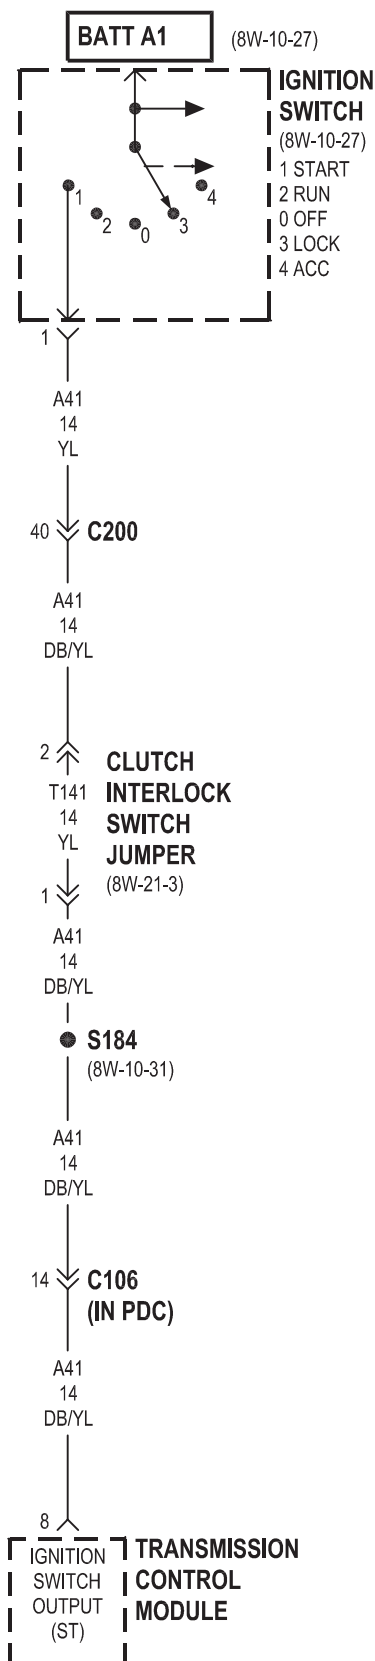 BATT A1
(8W-10-27)
IGNITION
SWITCH
(8W-10-27)
1 START
2 RUN
0 OFF
3 LOCK
4 ACC
1
2
0
3
4
1
A41
14
YL
40
C200
A41
14
DB/YL
2
CLUTCH
INTERLOCK
SWITCH
JUMPER
(8W-21-3)
T141
14
YL
1
A41
14
DB/YL
S184
(8W-10-31)
A41
14
DB/YL
14
C106
(IN PDC)
A41
14
DB/YL
8
IGNITION
SWITCH
OUTPUT
(ST)
TRANSMISSION
CONTROL
MODULE